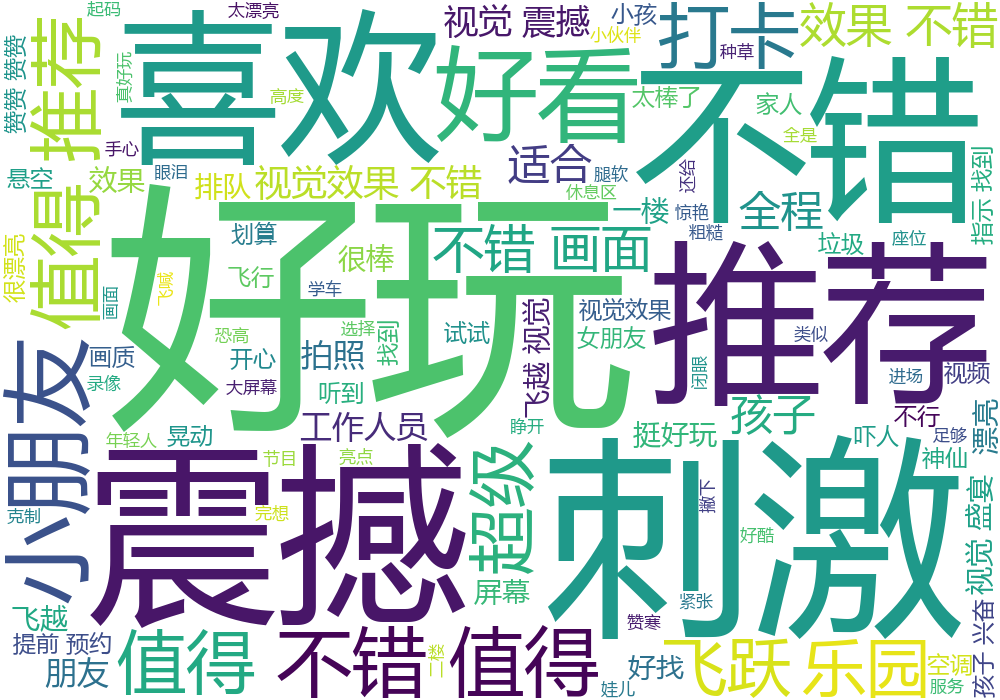 起码
太漂亮
视觉 震撼
小孩
小伙伴
打卡
效果 不错
赞赞 赞赞
推荐
喜欢
真好玩
高度
好看
种草
太棒了
家人
不错
全是
手心
眼泪
悬空
效果
排队
视觉效果 不错
适合
腿软
还给
休息区
指示 找到
值得
很漂亮
好玩
划算
很棒
不错 画面
一楼
惊艳
粗糙
全程
垃圾
座位
飞行
飞喊
学车
画面
恐高
选择
找到
试试
飞越 视觉
视觉效果
女朋友
推荐
类似
小朋友
画质
录像
开心
拍照
大屏幕
听到
闭眼
进场
视频
年轻人
晃动
工作人员
睁开
挺好玩
孩子
不行
吓人
足够
漂亮
节目
亮点
神仙
震撼
超级
刺激
撇下
克制
完想
好酷
视觉 盛宴
屏幕
紧张
飞越
赞寒
提前 预约
朋友
值得
二楼
不错 值得
好找
娃儿
飞跃 乐园
空调
服务
孩子 兴奋